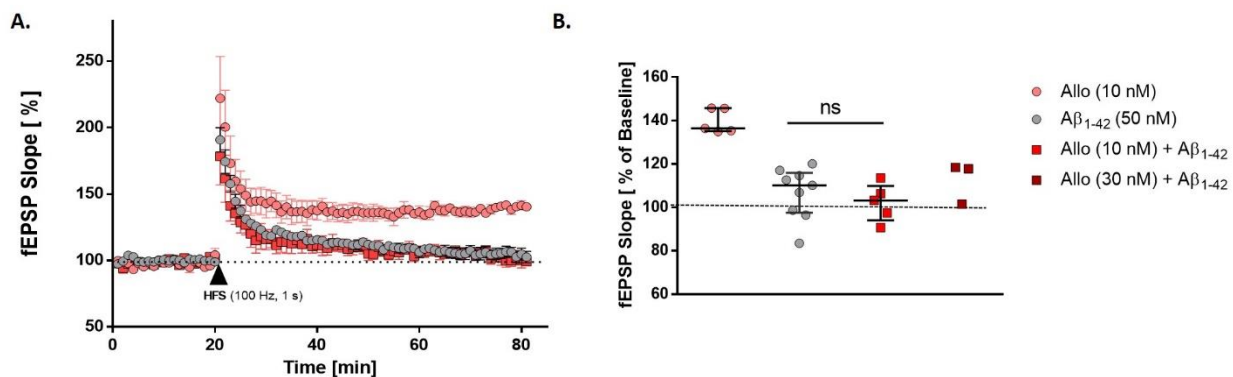 A.
fEPSP Slope [ %]
250
200
150
100
50
HFS (100 Hz, 1 s)
0
20
40
60
80
Time [min]
B.
fEPSP Slope [ % of Baseline]
160
140
120
100
80
60
ns
Allo (10 nM)
Aβ1-42 (50 nM)
Allo (10 nM) + Aβ1-42
Allo (30 nM) + Aβ1-42